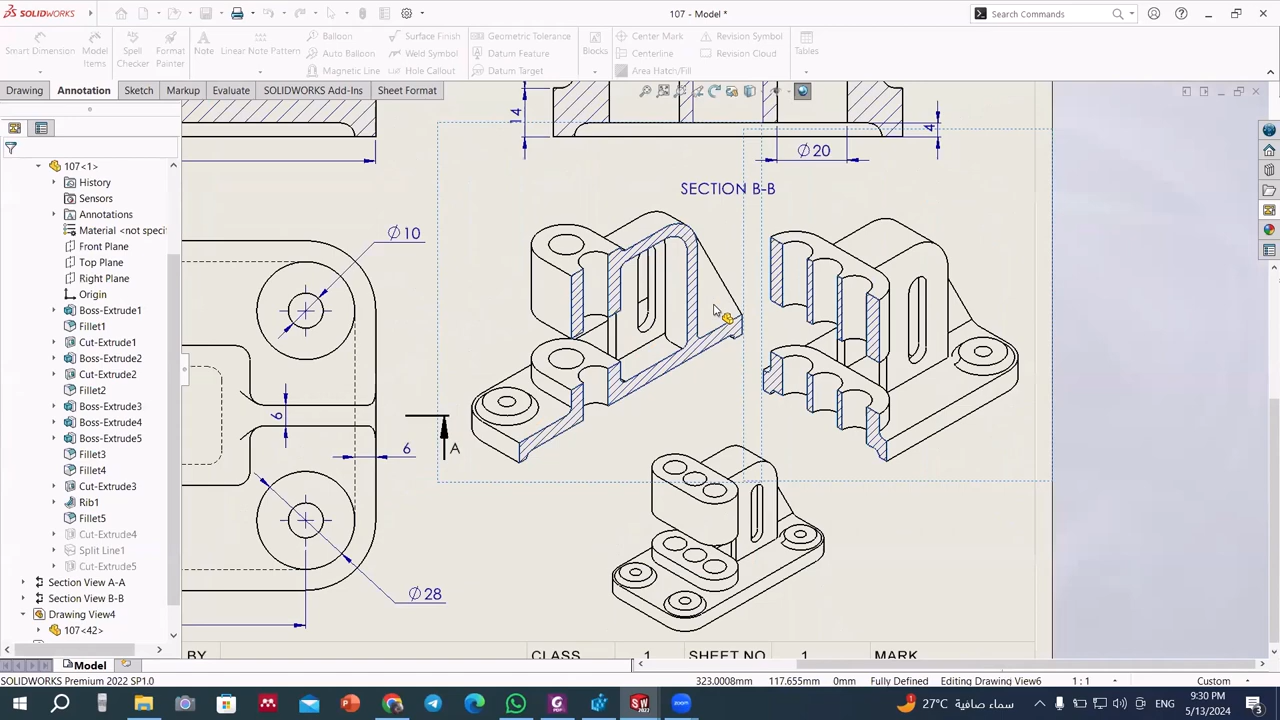 SOLIDWORKS
107 - Model *
Search Commands
Smart Dimension
Model Items
Spell Checker
Format Painter
Note
Linear Note Pattern
Balloon
Auto Balloon
Magnetic Line
Surface Finish
Weld Symbol
Hole Callout
Geometric Tolerance
Datum Feature
Datum Target
Blocks
Center Mark
Centerline
Area Hatch/Fill
Revision Symbol
Revision Cloud
Tables
Drawing
Annotation
Sketch
Markup
Evaluate
SOLIDWORKS Add-Ins
Sheet Format
107<1>
History
Sensors
Annotations
Material <not speci
Front Plane
Top Plane
Right Plane
Origin
Boss-Extrude1
Fillet1
Cut-Extrude1
Boss-Extrude2
Cut-Extrude2
Fillet2
Boss-Extrude3
Boss-Extrude4
Boss-Extrude5
Fillet3
Fillet4
Cut-Extrude3
Rib1
Fillet5
Cut-Extrude4
Split Line1
Cut-Extrude5
Section View A-A
Section View B-B
Drawing View4
107<42>
14
4
∅20
SECTION B-B
∅10
6
6
A
∅28
BY
CLASS
1
SHEET NO
1
MARK
Model
SOLIDWORKS Premium 2022 SP1.0
323.0008mm
117.655mm
0mm
Fully Defined
Editing Drawing View6
1 : 1
Custom
27°C سماء صافية
ENG
9:30 PM
5/13/2024